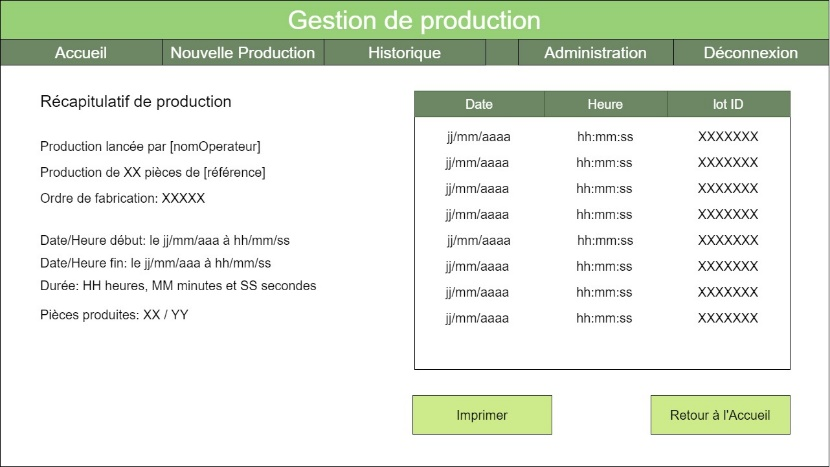 Gestion de production
Accueil Nouvelle Production Historique Administration Déconnexion
Récapitulatif de production
Production lancée par [nomOperateur]
Production de XX pièces de [référence]
Ordre de fabrication: XXXXX
Date/Heure début: le jj/mm/aaa à hh/mm/ss
Date/Heure fin: le jj/mm/aaa à hh/mm/ss
Durée: HH heures, MM minutes et SS secondes
Pièces produites: XX / YY
Date Heure lot ID
jj/mm/aaaa hh:mm:ss XXXXXXX
jj/mm/aaaa hh:mm:ss XXXXXXX
jj/mm/aaaa hh:mm:ss XXXXXXX
jj/mm/aaaa hh:mm:ss XXXXXXX
jj/mm/aaaa hh:mm:ss XXXXXXX
jj/mm/aaaa hh:mm:ss XXXXXXX
jj/mm/aaaa hh:mm:ss XXXXXXX
jj/mm/aaaa hh:mm:ss XXXXXXX
Imprimer Retour à l'Accueil